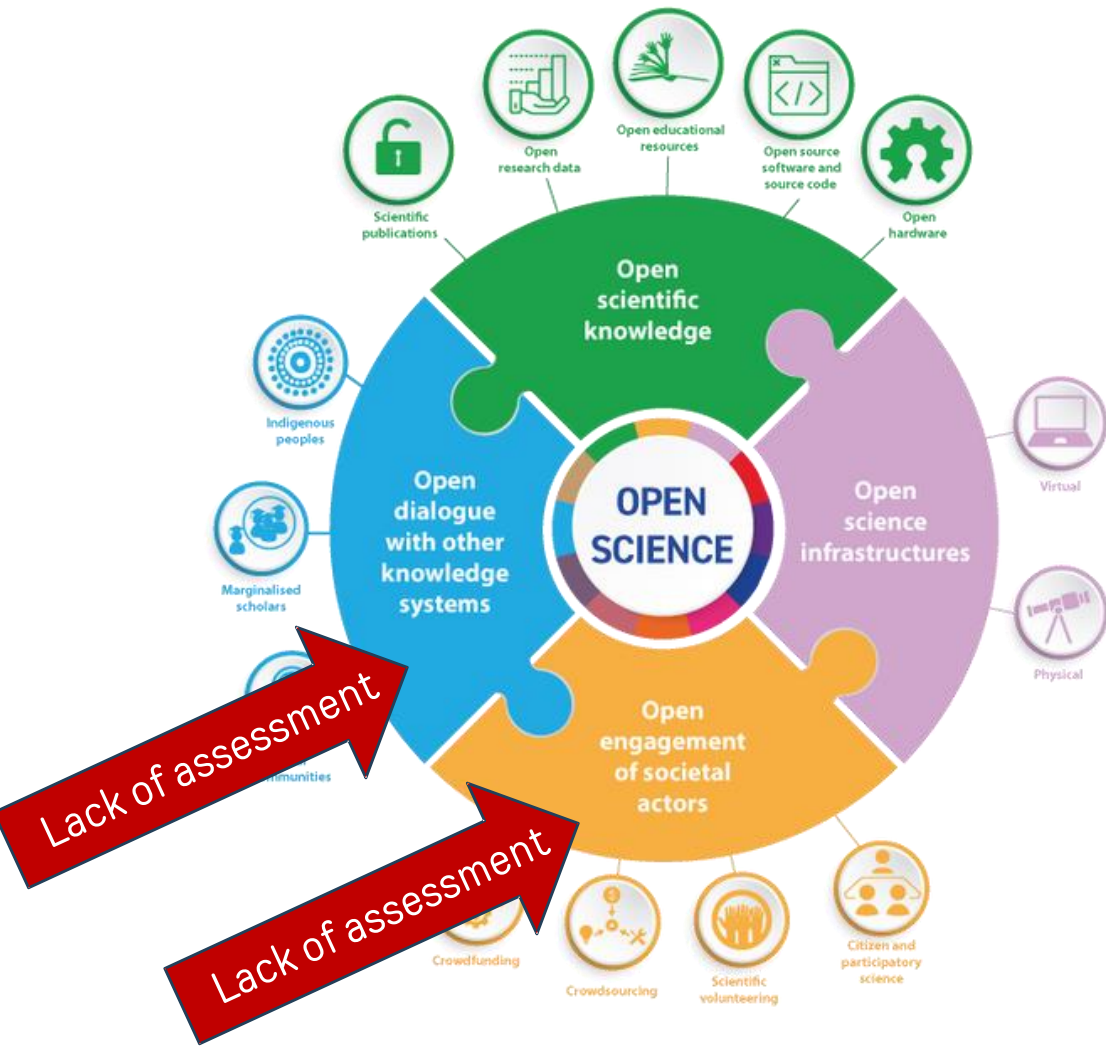 Open educational
resources
Open
research data
Open source
software and
source code
Scientific
publications
Open
hardware
Open
scientific
knowledge
Indigenous
peoples
Marginalised
scholars
Open
dialogue
with other
knowledge
systems
OPEN
SCIENCE
Open
science
infrastructures
Virtual
Physical
Open
engagement
of societal
actors
Lack of assessment
Lack of assessment
Crowdfunding
Crowdsourcing
Scientific
volunteering
Citizen and
participatory
science